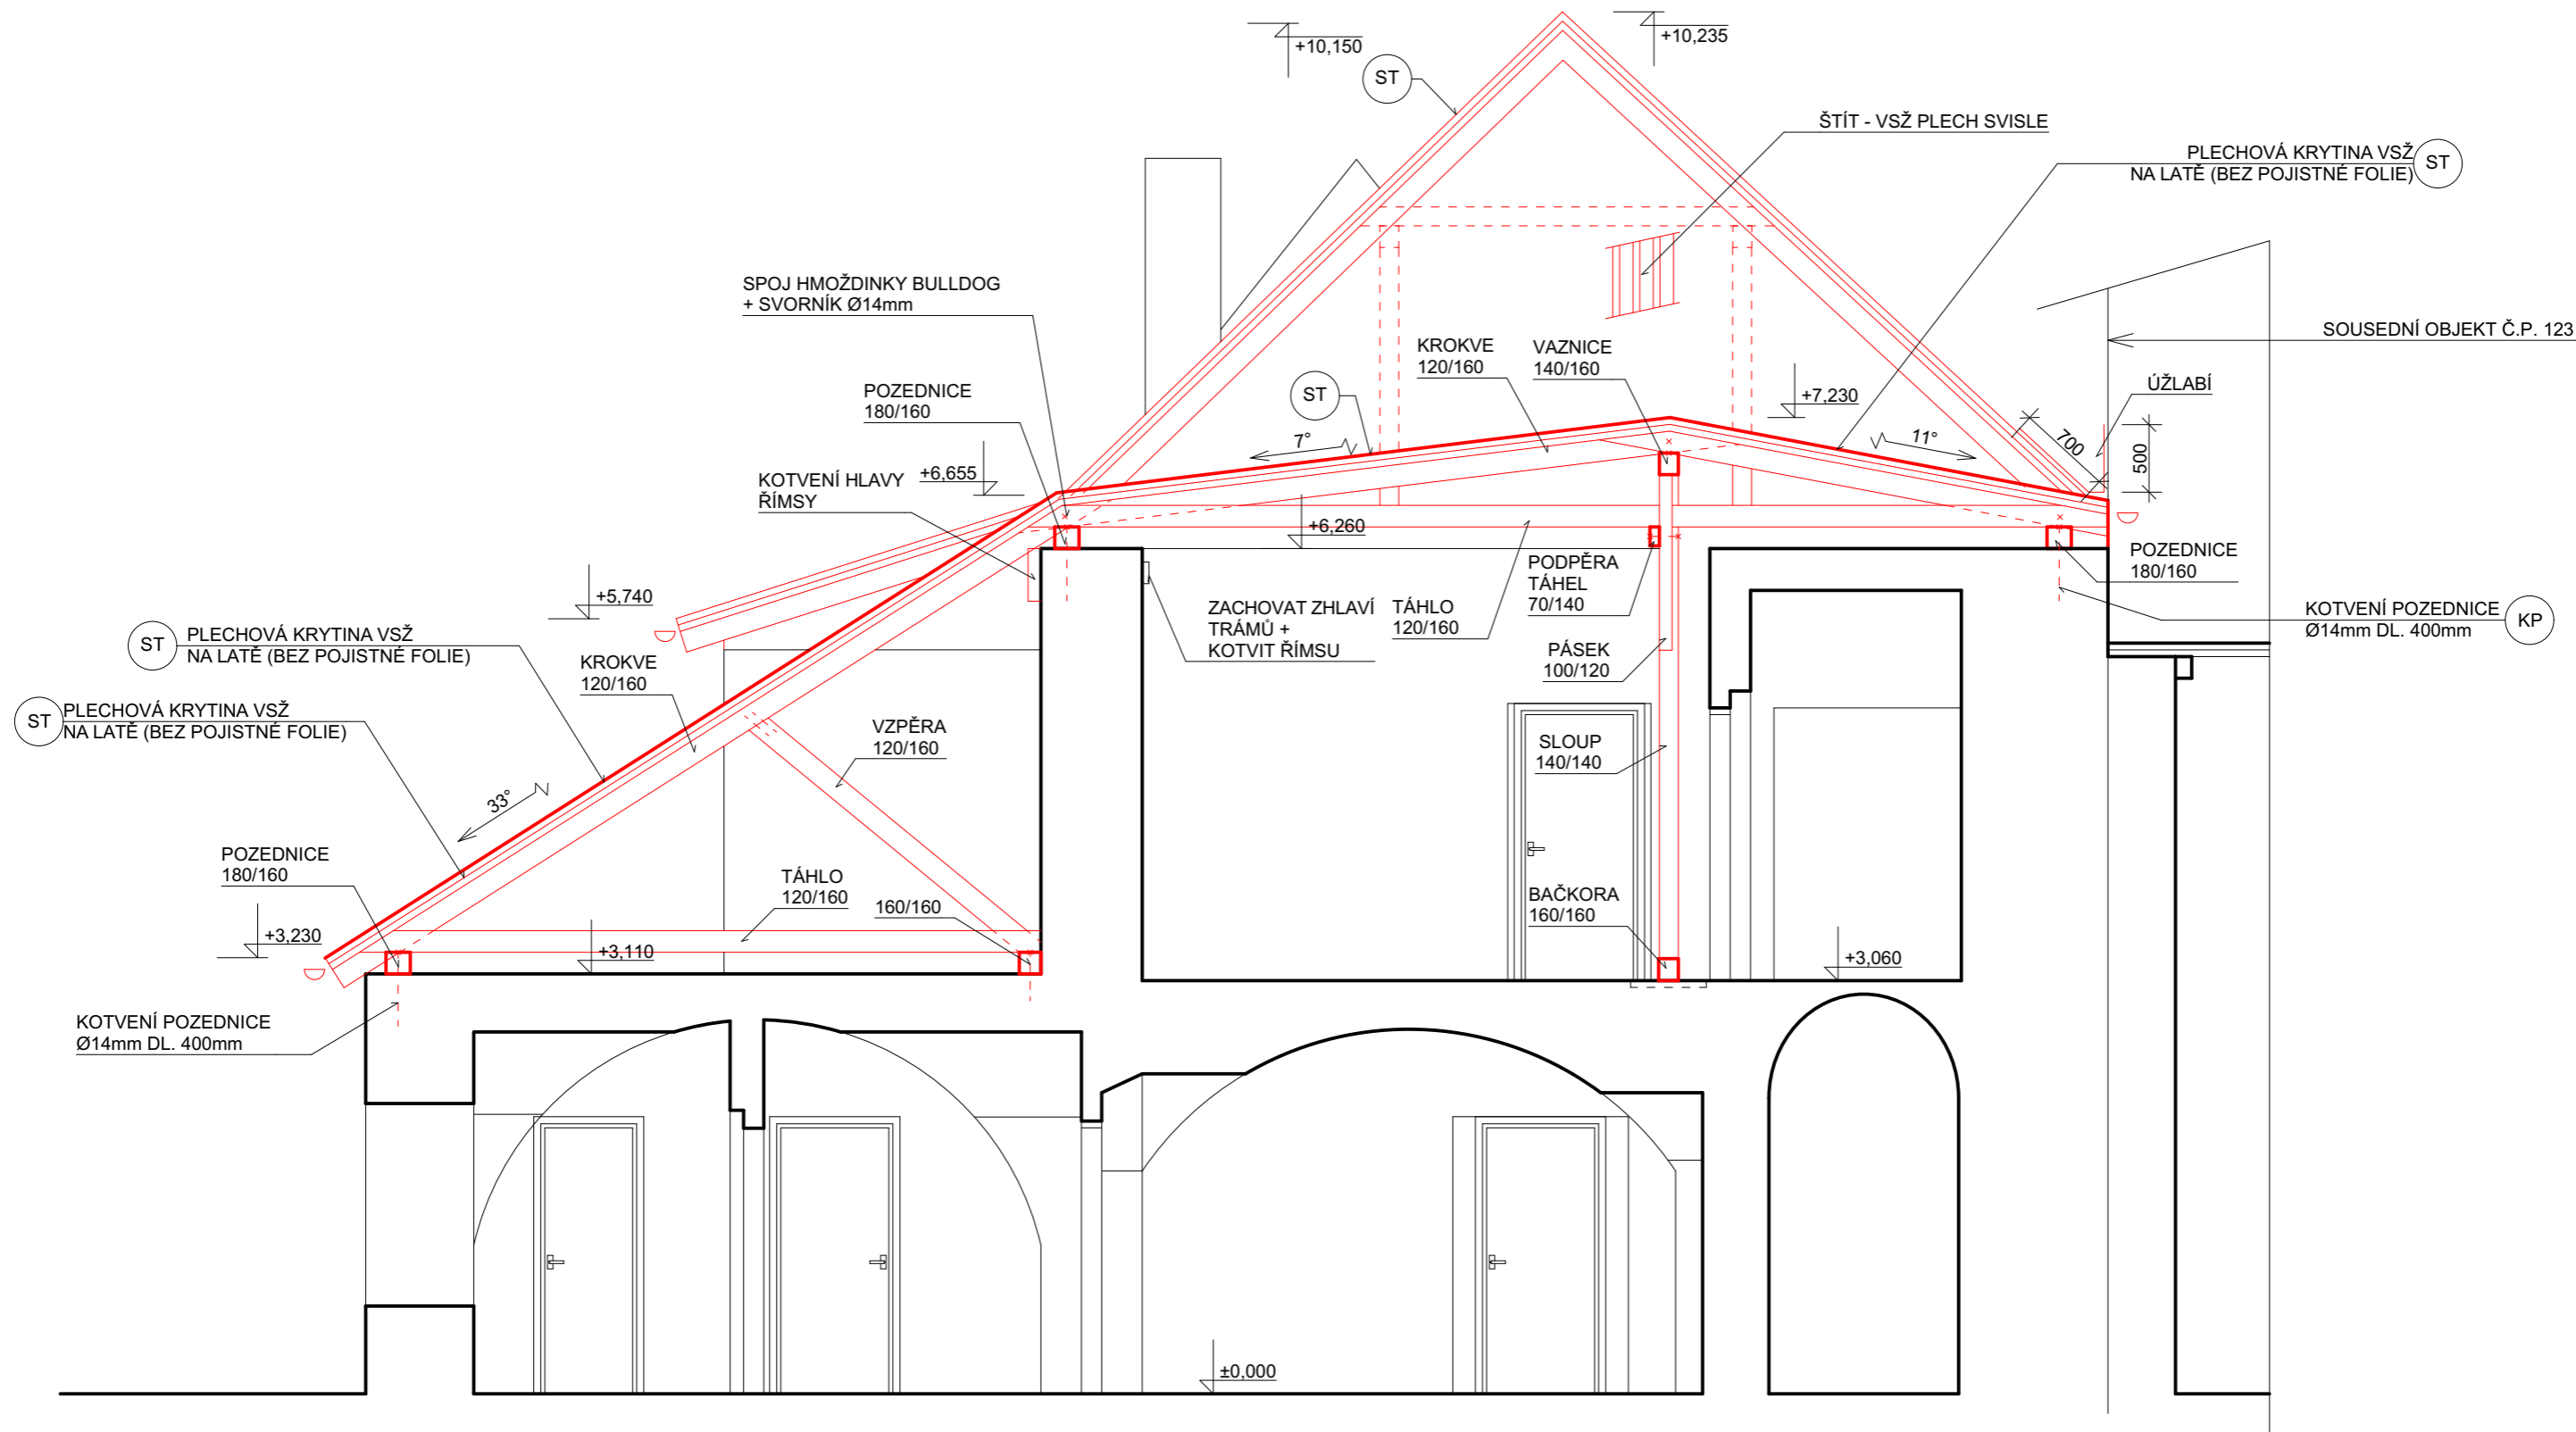 +10,150
+10,235
ST
ŠTÍT - VSŽ PLECH SVISLE
PLECHOVÁ KRYTINA VSŽ
NA LATĚ (BEZ POJISTNÉ FOLIE)
ST
SPOJ HMOŽDINKY BULLDOG
+ SVORNÍK Ø14mm
SOUSEDNÍ OBJEKT Č.P. 123
KROKVE
120/160
VAZNICE
140/160
POZEDNICE
180/160
ST
+7,230
ÚŽLABÍ
7°
11°
700
500
KOTVENÍ HLAVY
ŘÍMSY
+6,655
+6,260
POZEDNICE
180/160
PODPĚRA
TÁHEL
70/140
+5,740
ZACHOVAT ZHLAVÍ
TRÁMŮ +
KOTVIT ŘÍMSU
TÁHLO
120/160
KOTVENÍ POZEDNICE
Ø14mm DL. 400mm
KP
ST
PLECHOVÁ KRYTINA VSŽ
NA LATĚ (BEZ POJISTNÉ FOLIE)
KROKVE
120/160
PÁSEK
100/120
ST
PLECHOVÁ KRYTINA VSŽ
NA LATĚ (BEZ POJISTNÉ FOLIE)
VZPĚRA
120/160
SLOUP
140/140
33°
POZEDNICE
180/160
TÁHLO
120/160
160/160
BAČKORA
160/160
+3,230
+3,110
+3,060
KOTVENÍ POZEDNICE
Ø14mm DL. 400mm
±0,000